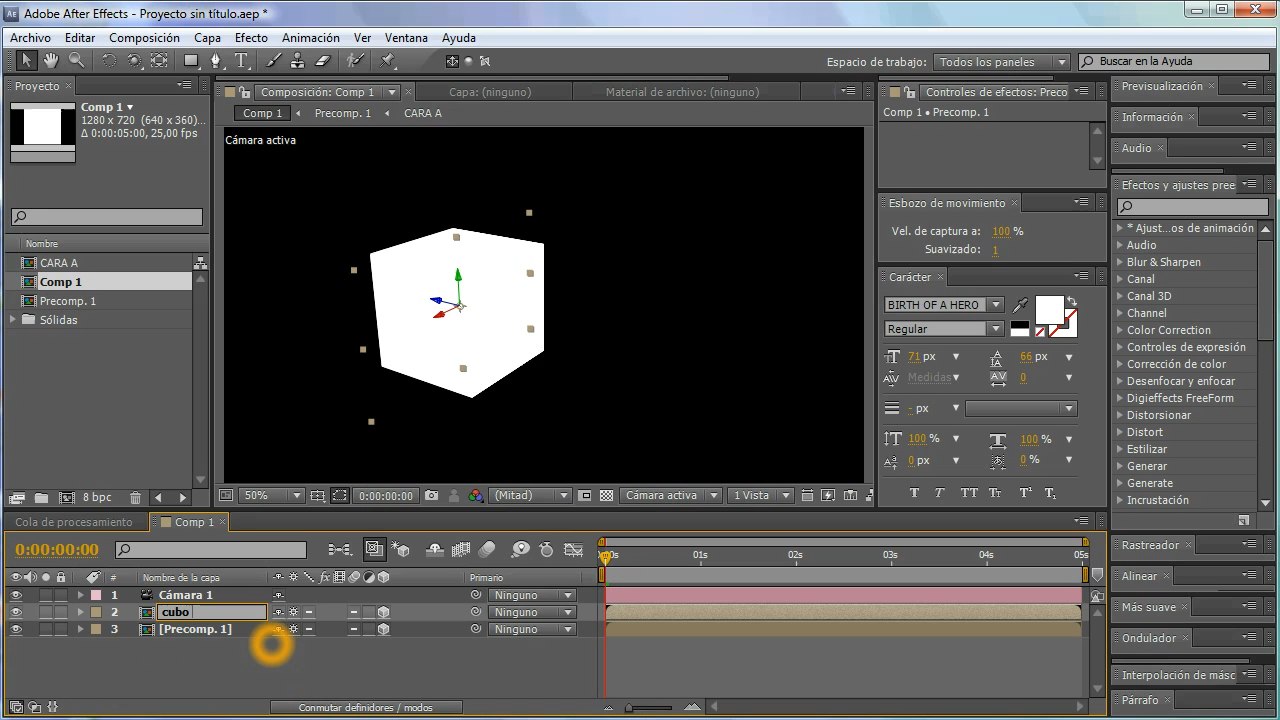 Adobe After Effects - Proyecto sin título.aep *
Archivo Editar Composición Capa Efecto Animación Ver Ventana Ayuda
Espacio de trabajo: Todos los paneles Buscar en la Ayuda
Proyecto
Comp 1
1280 x 720 (640 x 360)...
Δ 0:00:05:00, 25,00 fps
Nombre
CARA A
Comp 1
Precomp. 1
Sólidas
8 bpc
Composición: Comp 1 Capa: (ninguno) Material de archivo: (ninguno)
Comp 1 Precomp. 1 CARA A
Cámara activa
50% 0:00:00:00 (Mitad) Cámara activa 1 Vista
Controles de efectos: Preco
Comp 1 • Precomp. 1
Esbozo de movimiento
Vel. de captura a: 100 %
Suavizado: 1
Carácter
BIRTH OF A HERO
Regular
71 px 66 px
Medidas 0
- px
100 % 100 %
0 px 0 %
T T TT Tt T¹ T₁
Previsualización
Información
Audio
Efectos y ajustes pree
* Ajust...os de animación
Audio
Blur & Sharpen
Canal
Canal 3D
Channel
Color Correction
Controles de expresión
Corrección de color
Desenfocar y enfocar
Digieffects FreeForm
Distorsionar
Distort
Estilizar
Generar
Generate
Incrustación
Rastreador
Alinear
Más suave
Ondulador
Interpolación de másc
Párrafo
Cola de procesamiento Comp 1
0:00:00:00
# Nombre de la capa fx Primario
01s 02s 03s 04s 05s
1 Cámara 1 Ninguno
2 cubo Ninguno
3 [Precomp. 1] Ninguno
Conmutar definidores / modos